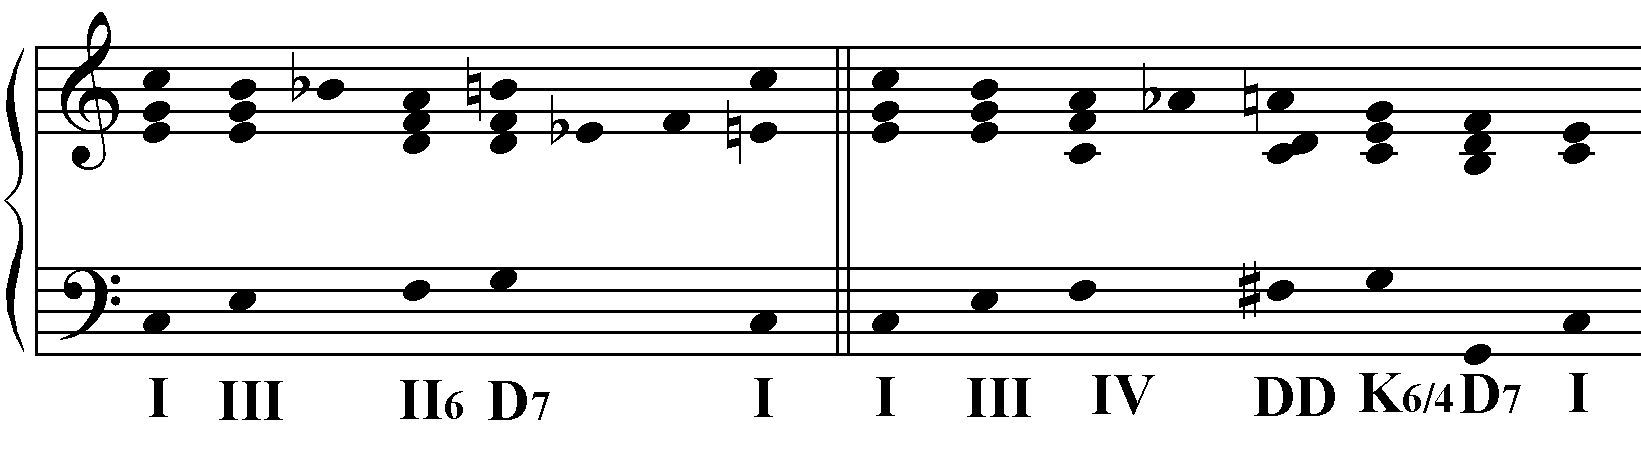 I III II6 D7 I I III IV DD K6/4 D7 I